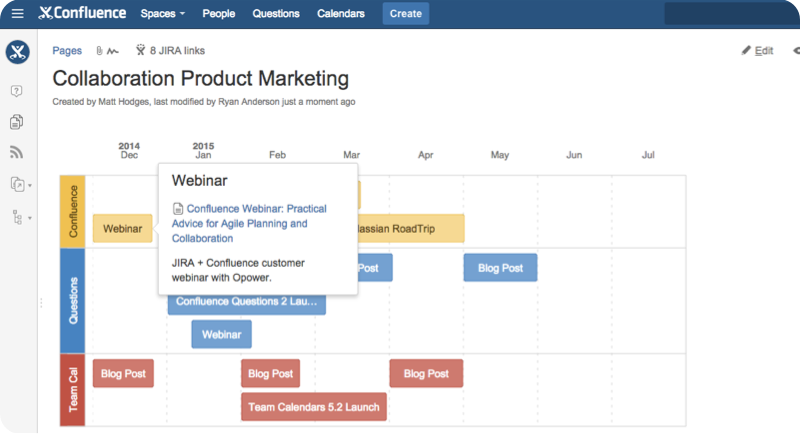 Confluence Spaces People Questions Calendars Create
Pages 8 JIRA links Edit
Collaboration Product Marketing
Created by Matt Hodges, last modified by Ryan Anderson just a moment ago
2014 2015
Dec Jan Feb Mar Apr May Jun Jul
Confluence
Webinar
Webinar
Confluence Webinar: Practical
Advice for Agile Planning and
Collaboration
JIRA + Confluence customer
webinar with Opower.
lassian RoadTrip
Questions
Post
Blog Post
Confluence Questions 2 Lau...
Webinar
Team Cal
Blog Post Blog Post Blog Post
Team Calendars 5.2 Launch